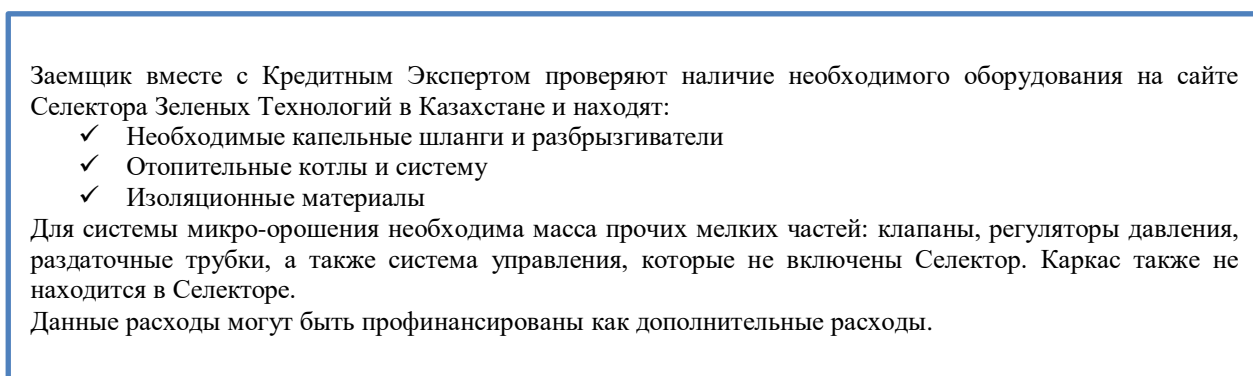 Заемщик вместе с Кредитным Экспертом проверяют наличие необходимого оборудования на сайте
Селектора Зеленых Технологий в Казахстане и находят:
✓ Необходимые капельные шланги и разбрызгиватели
✓ Отопительные котлы и систему
✓ Изоляционные материалы
Для системы микро-орошения необходима масса прочих мелких частей: клапаны, регуляторы давления,
раздаточные трубки, а также система управления, которые не включены Селектор. Каркас также не
находится в Селекторе.
Данные расходы могут быть профинансированы как дополнительные расходы.